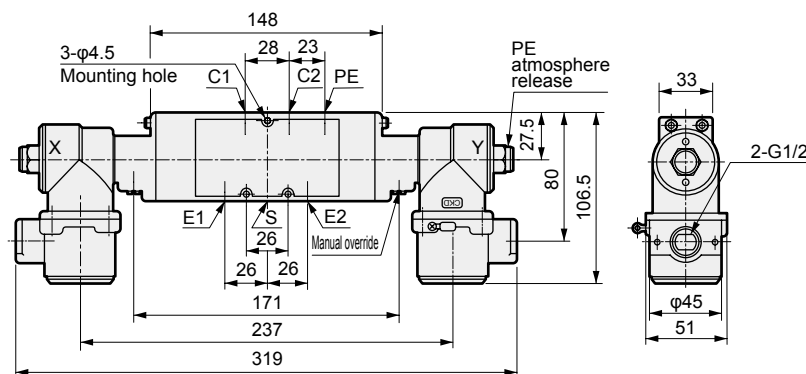 148
28
23
3-φ4.5
Mounting hole
C1
C2
PE
PE
atmosphere
release
33
X
Y
27.5
80
106.5
2-G1/2
CKD
E1
S
E2
Manual override
26
26
26
171
237
319
φ45
51